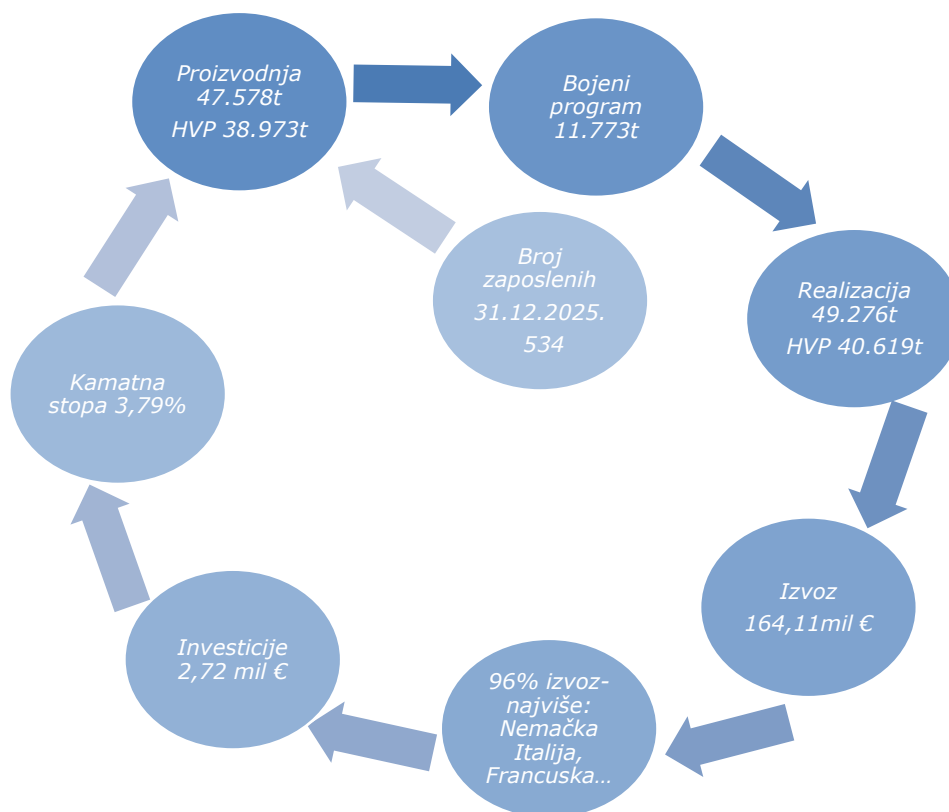 Proizvodnja
47.578t
HVP 38.973t
Bojeni
program
11.773t
Broj
zaposlenih
31.12.2025.
534
Realizacija
49.276t
HVP 40.619t
Kamatna
stopa 3,79%
Izvoz
164,11mil €
Investicije
2,72 mil €
96% izvoz-
najviše:
Nemačka
Italija,
Francuska…